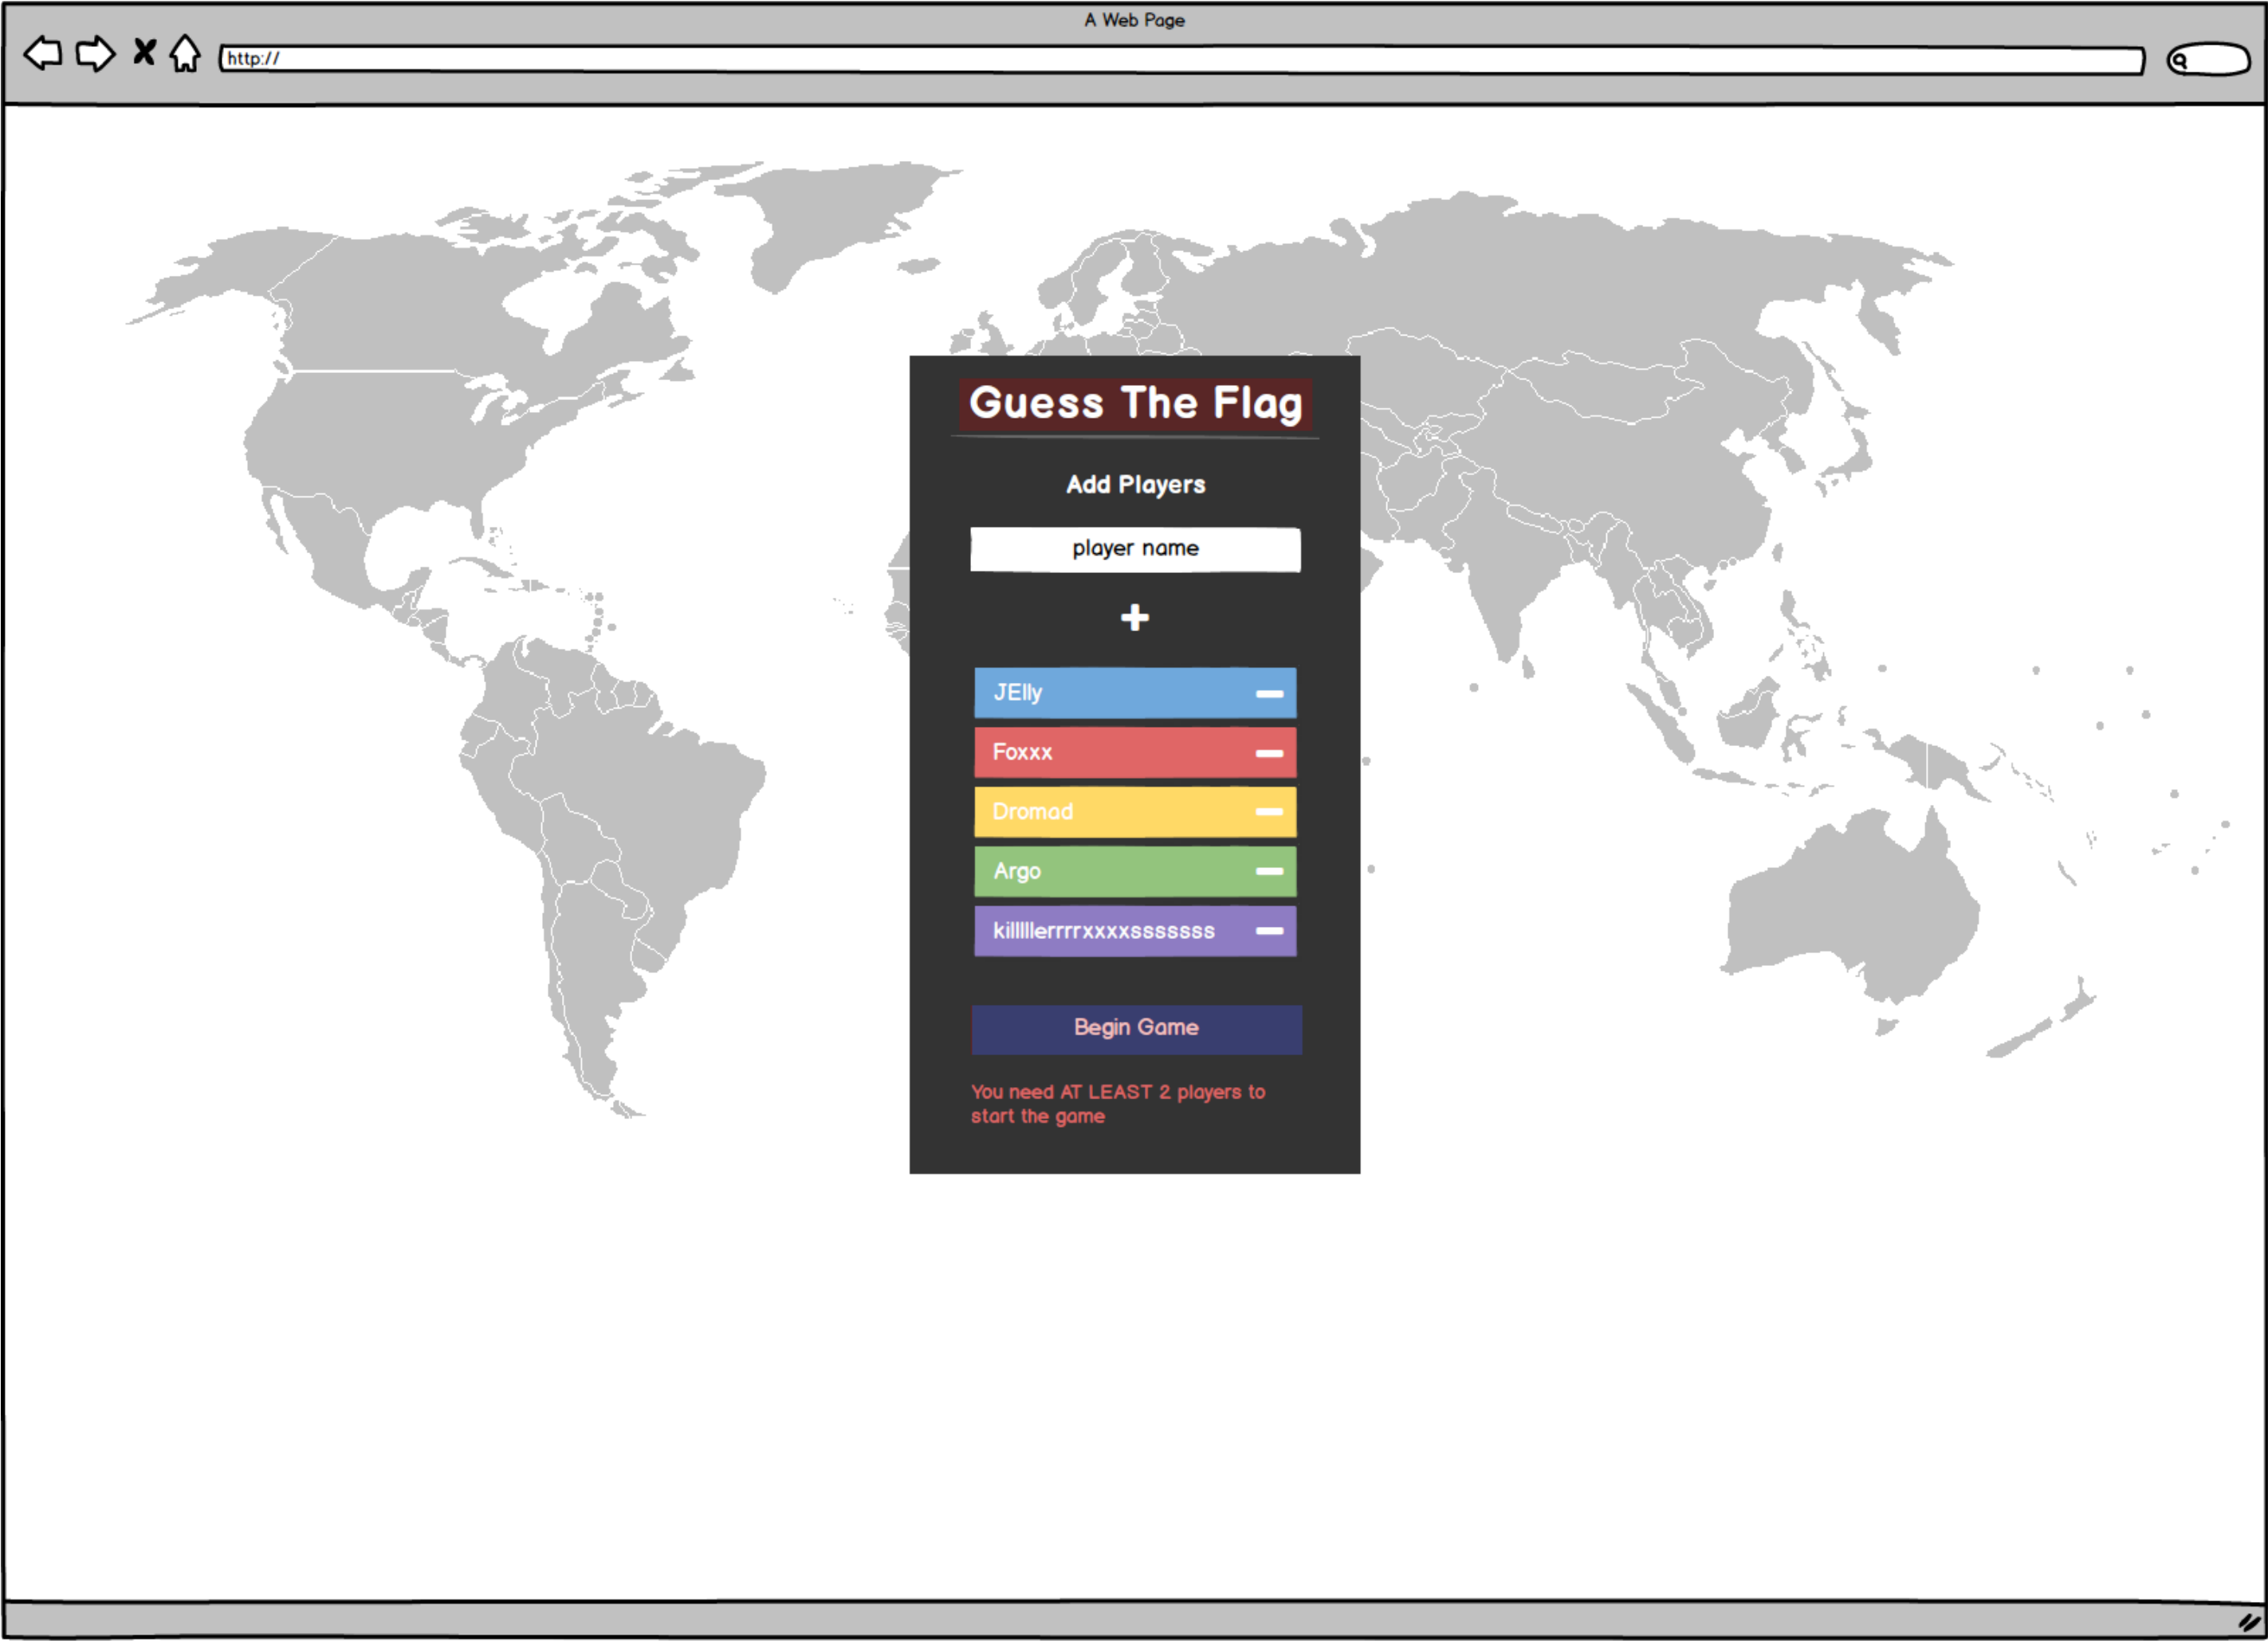 A Web Page
http://
Guess The Flag
Add Players
player name
JElly
Foxxx
Dromad
Argo
killlllerrrrxxxxsssssss
Begin Game
You need AT LEAST 2 players to
start the game